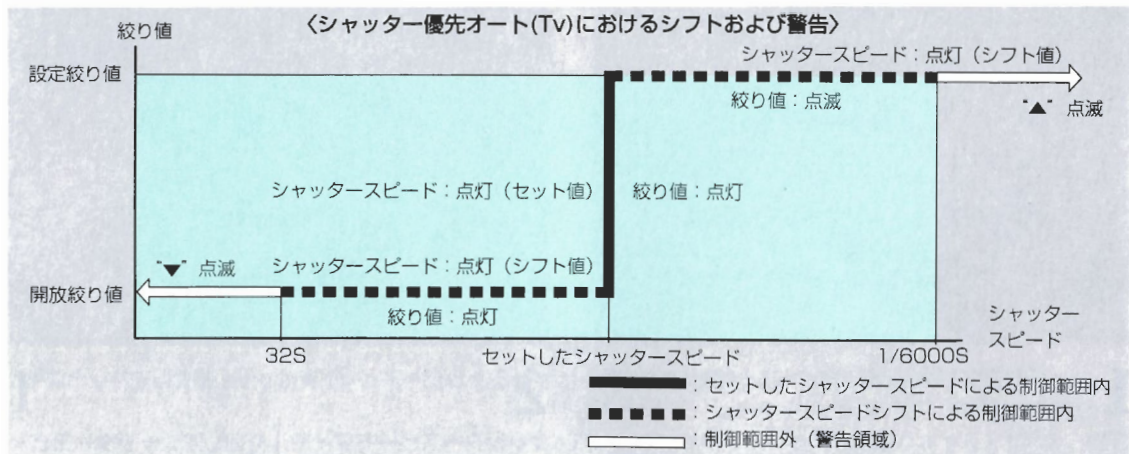 〈シャッター優先オート(Tv)におけるシフトおよび警告〉
絞り値
シャッタースピード：点灯（シフト値）
設定絞り値
絞り値：点滅
"▲" 点滅
シャッタースピード：点灯（セット値）
絞り値：点灯
"▼" 点滅
シャッタースピード：点灯（シフト値）
開放絞り値
絞り値：点灯
シャッター
スピード
32S
セットしたシャッタースピード
1/6000S
：セットしたシャッタースピードによる制御範囲内
：シャッタースピードシフトによる制御範囲内
：制御範囲外（警告領域）